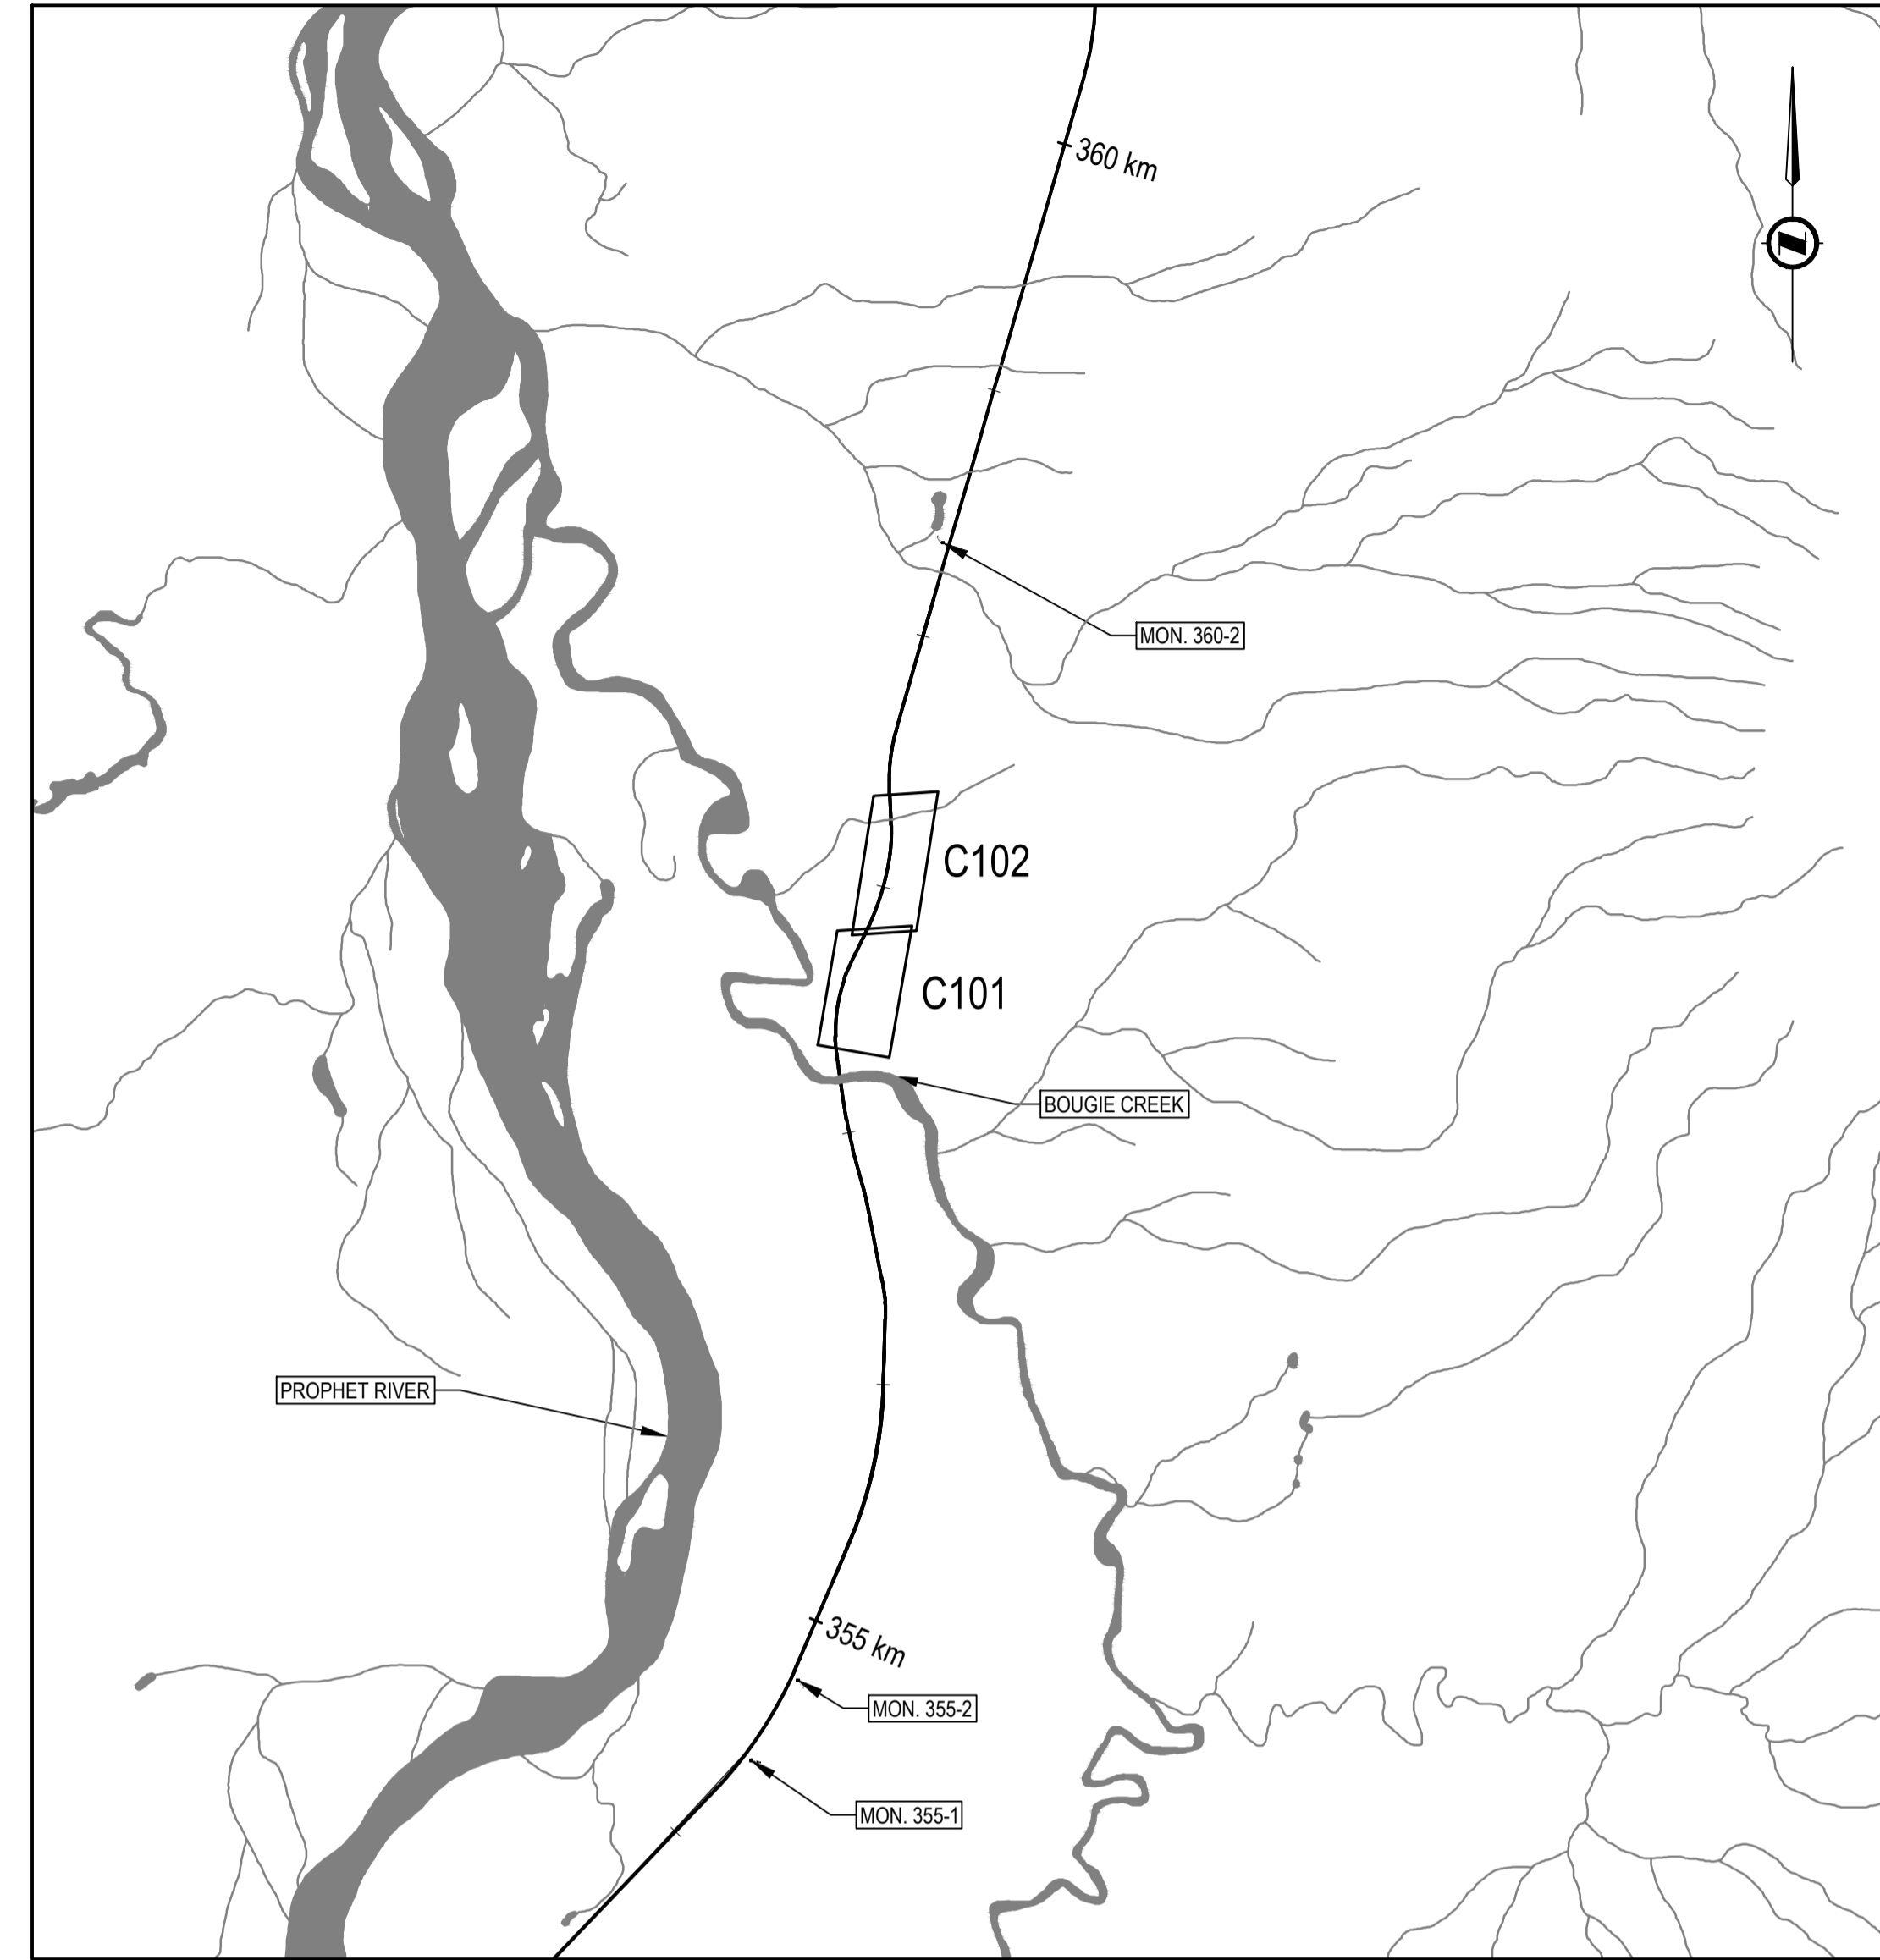 360 km
MON. 360-2
C102
C101
BOUGIE CREEK
PROPHET RIVER
355 km
MON. 355-2
MON. 355-1